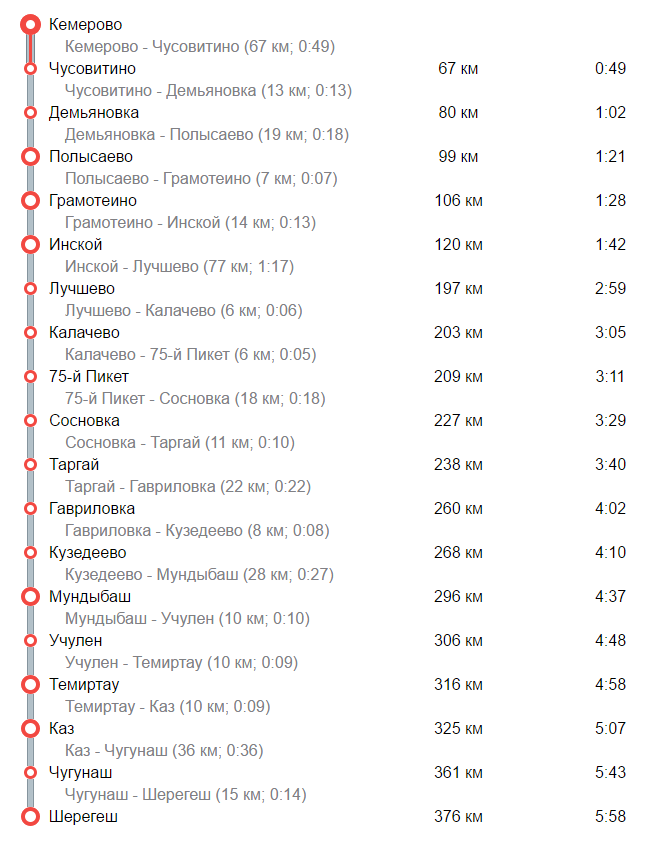 Кемерово
Кемерово - Чусовитино (67 км; 0:49)
Чусовитино 67 км 0:49
Чусовитино - Демьяновка (13 км; 0:13)
Демьяновка 80 км 1:02
Демьяновка - Полысаево (19 км; 0:18)
Полысаево 99 км 1:21
Полысаево - Грамотеино (7 км; 0:07)
Грамотеино 106 км 1:28
Грамотеино - Инской (14 км; 0:13)
Инской 120 км 1:42
Инской - Лучшево (77 км; 1:17)
Лучшево 197 км 2:59
Лучшево - Калачево (6 км; 0:06)
Калачево 203 км 3:05
Калачево - 75-й Пикет (6 км; 0:05)
75-й Пикет 209 км 3:11
75-й Пикет - Сосновка (18 км; 0:18)
Сосновка 227 км 3:29
Сосновка - Таргай (11 км; 0:10)
Таргай 238 км 3:40
Таргай - Гавриловка (22 км; 0:22)
Гавриловка 260 км 4:02
Гавриловка - Кузедеево (8 км; 0:08)
Кузедеево 268 км 4:10
Кузедеево - Мундыбаш (28 км; 0:27)
Мундыбаш 296 км 4:37
Мундыбаш - Учулен (10 км; 0:10)
Учулен 306 км 4:48
Учулен - Темиртау (10 км; 0:09)
Темиртау 316 км 4:58
Темиртау - Каз (10 км; 0:09)
Каз 325 км 5:07
Каз - Чугунаш (36 км; 0:36)
Чугунаш 361 км 5:43
Чугунаш - Шерегеш (15 км; 0:14)
Шерегеш 376 км 5:58